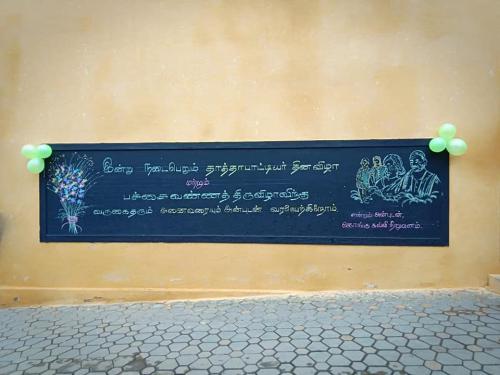 இன்று நடைபெறும் தாத்தாபாட்டியர் தினவிழா
மற்றும்
பச்சைவண்ணத் திருவிழாவிற்கு
வருகைதரும் அனைவரையும் அன்புடன் வரவேற்கிறோம்.
என்றும் அன்புடன்,
கொங்கு கல்வி நிறுவனம்.